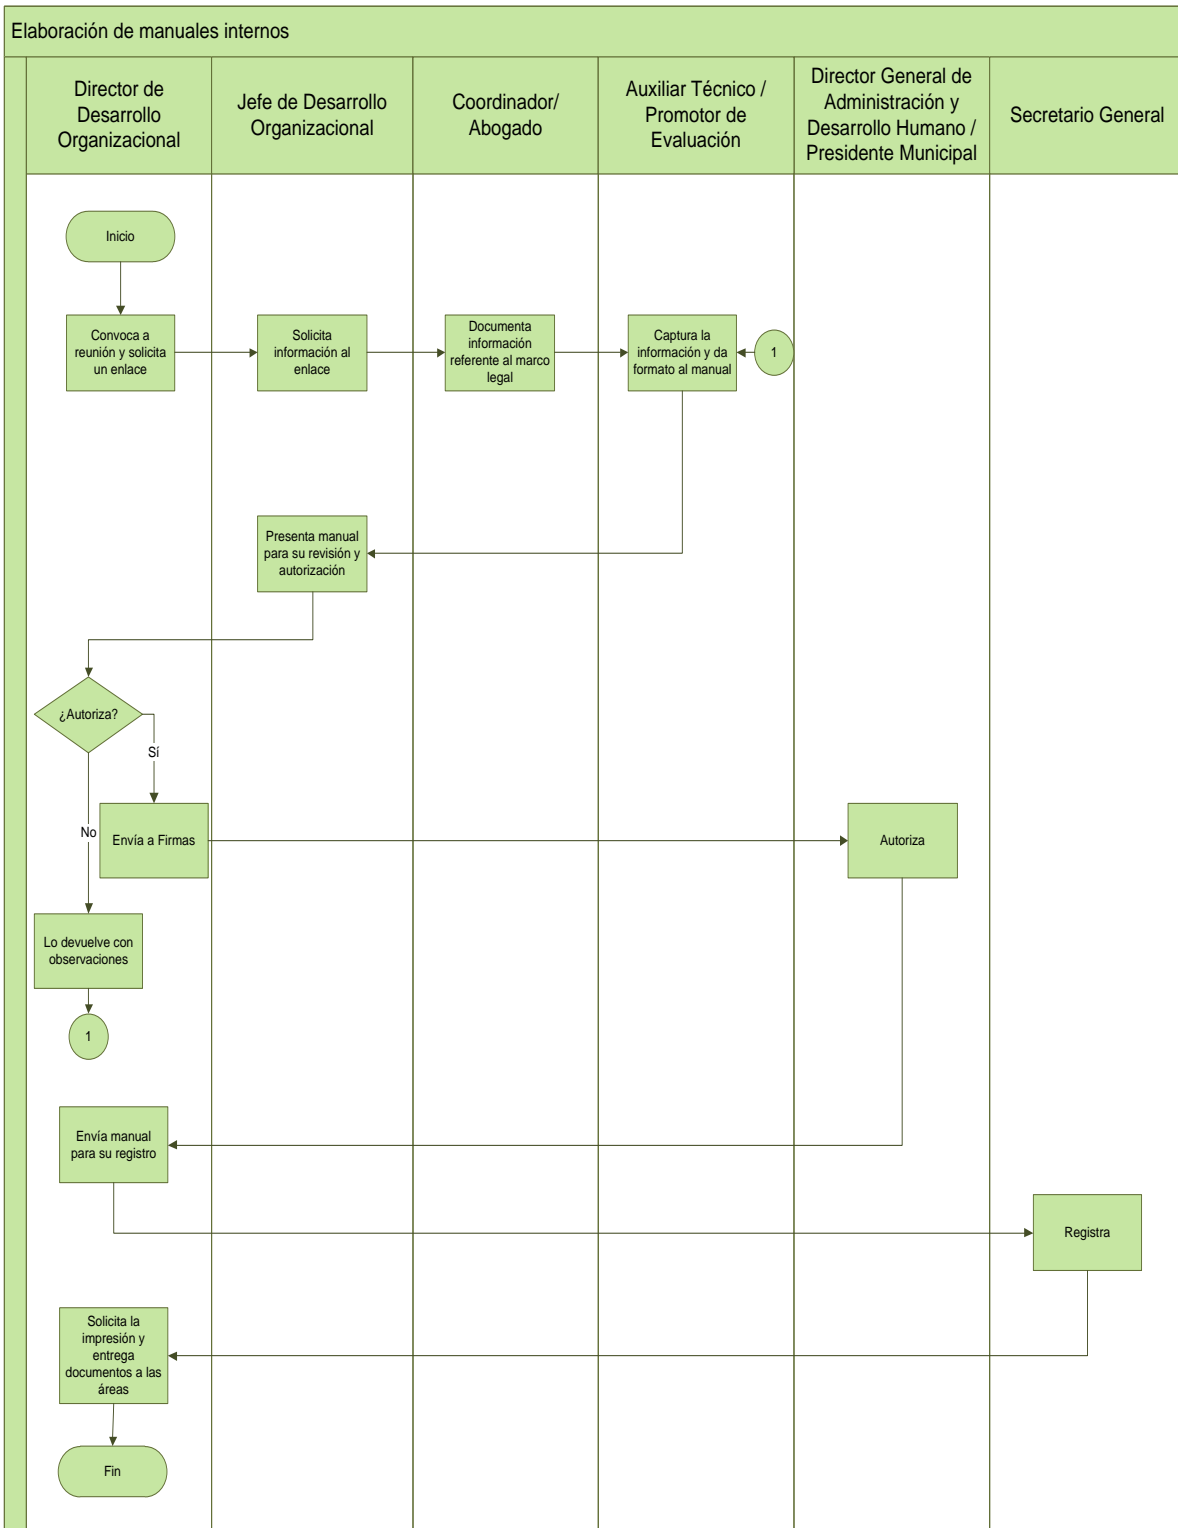 Elaboración de manuales internos
Director de
Desarrollo
Organizacional
Jefe de Desarrollo
Organizacional
Coordinador/
Abogado
Auxiliar Técnico /
Promotor de
Evaluación
Director General de
Administración y
Desarrollo Humano /
Presidente Municipal
Secretario General
Inicio
Convoca a
reunión y solicita
un enlace
Solicita
información al
enlace
Documenta
información
referente al marco
legal
Captura la
información y da
formato al manual
1
Presenta manual
para su revisión y
autorización
¿Autoriza?
Sí
No
Envía a Firmas
Autoriza
Lo devuelve con
observaciones
1
Envía manual
para su registro
Registra
Solicita la
impresión y
entrega
documentos a las
áreas
Fin